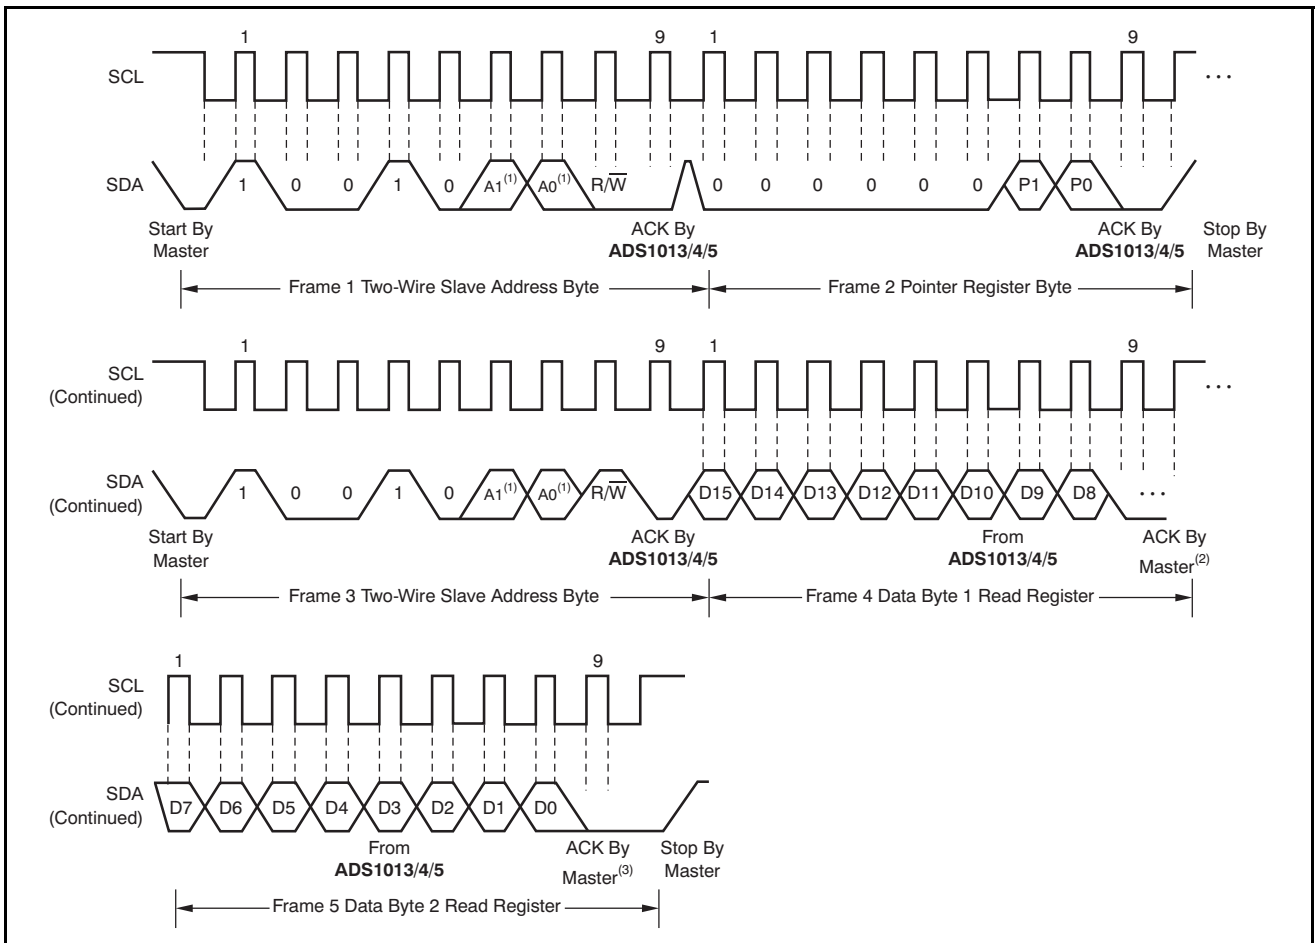 1 9 1 9
SCL ...
SDA 1 0 0 1 0 A1(1) A0(1) R/W̅ 0 0 0 0 0 0 P1 P0
Start By Master
ACK By ADS1013/4/5
ACK By ADS1013/4/5
Stop By Master
Frame 1 Two-Wire Slave Address Byte
Frame 2 Pointer Register Byte
1 9 1 9
SCL (Continued) ...
SDA (Continued) 1 0 0 1 0 A1(1) A0(1) R/W̅ D15 D14 D13 D12 D11 D10 D9 D8 ...
Start By Master
ACK By ADS1013/4/5
From ADS1013/4/5
ACK By Master(2)
Frame 3 Two-Wire Slave Address Byte
Frame 4 Data Byte 1 Read Register
1 9
SCL (Continued)
SDA (Continued) D7 D6 D5 D4 D3 D2 D1 D0
From ADS1013/4/5
ACK By Master(3)
Stop By Master
Frame 5 Data Byte 2 Read Register